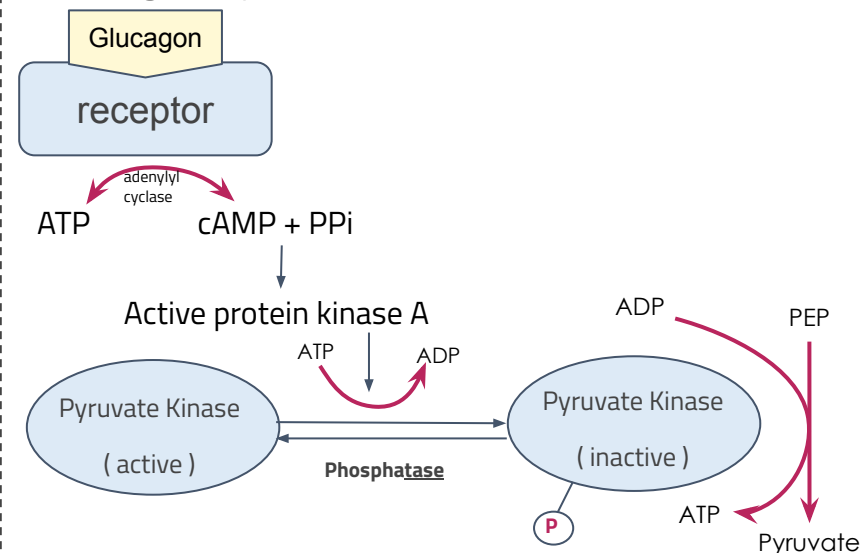 Glucagon
receptor
adenylyl
cyclase
ATP
cAMP + PPi
Active protein kinase A
ATP
ADP
ADP
PEP
Pyruvate Kinase
( active )
Phosphatase
Pyruvate Kinase
( inactive )
P
ATP
Pyruvate